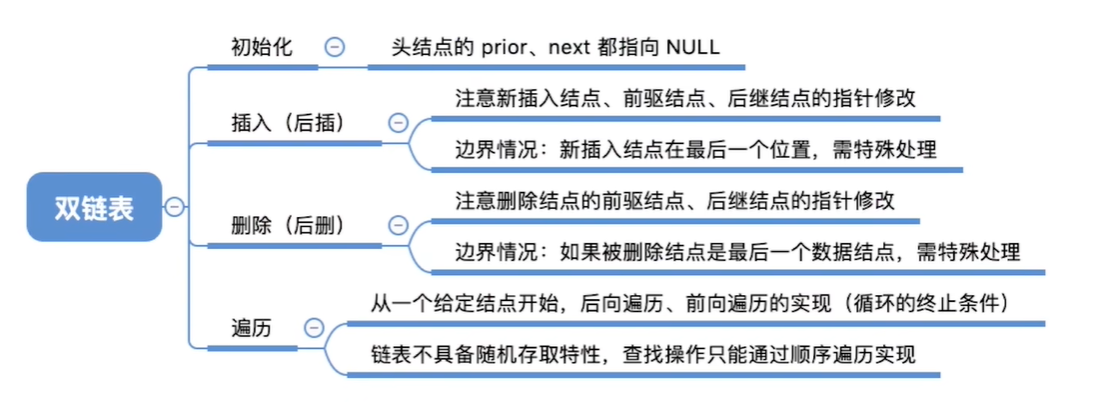 双链表
初始化
头结点的 prior、next 都指向 NULL
插入（后插）
注意新插入结点、前驱结点、后继结点的指针修改
边界情况：新插入结点在最后一个位置，需特殊处理
删除（后删）
注意删除结点的前驱结点、后继结点的指针修改
边界情况：如果被删除结点是最后一个数据结点，需特殊处理
遍历
从一个给定结点开始，后向遍历、前向遍历的实现（循环的终止条件）
链表不具备随机存取特性，查找操作只能通过顺序遍历实现